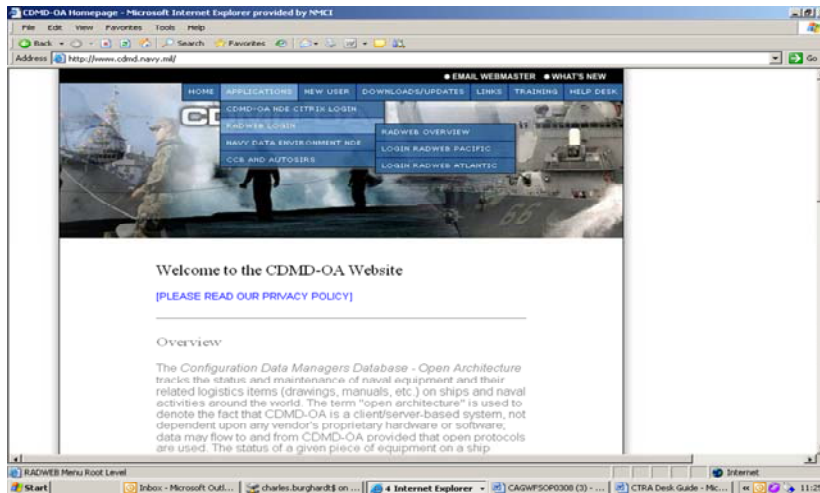 CDMD-OA Homepage - Microsoft Internet Explorer provided by NMCI
File Edit View Favorites Tools Help
Back Search Favorites
Address http://www.cdmd.navy.mil/ Go
EMAIL WEBMASTER WHAT'S NEW
HOME APPLICATIONS NEW USER DOWNLOADS/UPDATES LINKS TRAINING HELP DESK
CDMD-OA NDE CITRIX LOGIN
RADWEB LOGIN
RADWEB OVERVIEW
NAVY DATA ENVIRONMENT NDE
LOGIN RADWEB PACIFIC
CCB AND AUTOSIRS
LOGIN RADWEB ATLANTIC
66
Welcome to the CDMD-OA Website
[PLEASE READ OUR PRIVACY POLICY]
Overview
The Configuration Data Managers Database - Open Architecture
tracks the status and maintenance of naval equipment and their
related logistics items (drawings, manuals, etc.) on ships and naval
activities around the world. The term "open architecture" is used to
denote the fact that CDMD-OA is a client/server-based system, not
dependent upon any vendor's proprietary hardware or software,
data may flow to and from CDMD-OA provided that open protocols
are used. The status of a given piece of equipment on a ship
RADWEB Menu Root Level Internet
Start Inbox - Microsoft Outl... charles.burghardt$ on ... 4 Internet Explorer CAGWFSOP0308 (3) - ... CTRA Desk Guide - Mic... 11:25